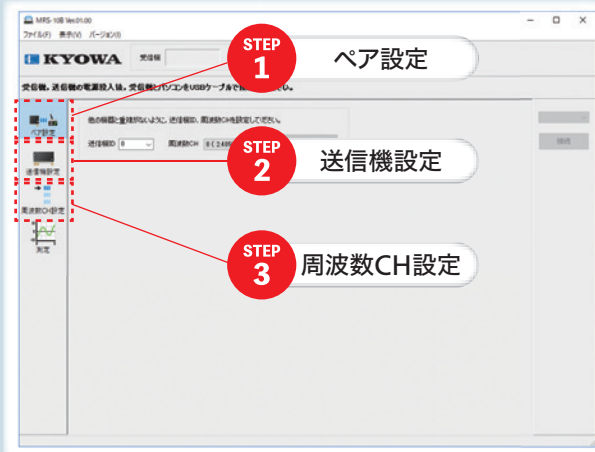 MRS-10B Ver.01.00
ファイル(F) 表示(V) バージョン(I)
KYOWA 受信機
受信機、送信機の電源投入後、受信機とパソコンをUSBケーブルで
他の機器と重複がないように、送信機ID、周波数CHを設定してください。
送信機ID 0 周波数CH
接続
ペア設定
送信機設定
周波数CH設定
測定
STEP
1
ペア設定
STEP
2
送信機設定
STEP
3
周波数CH設定